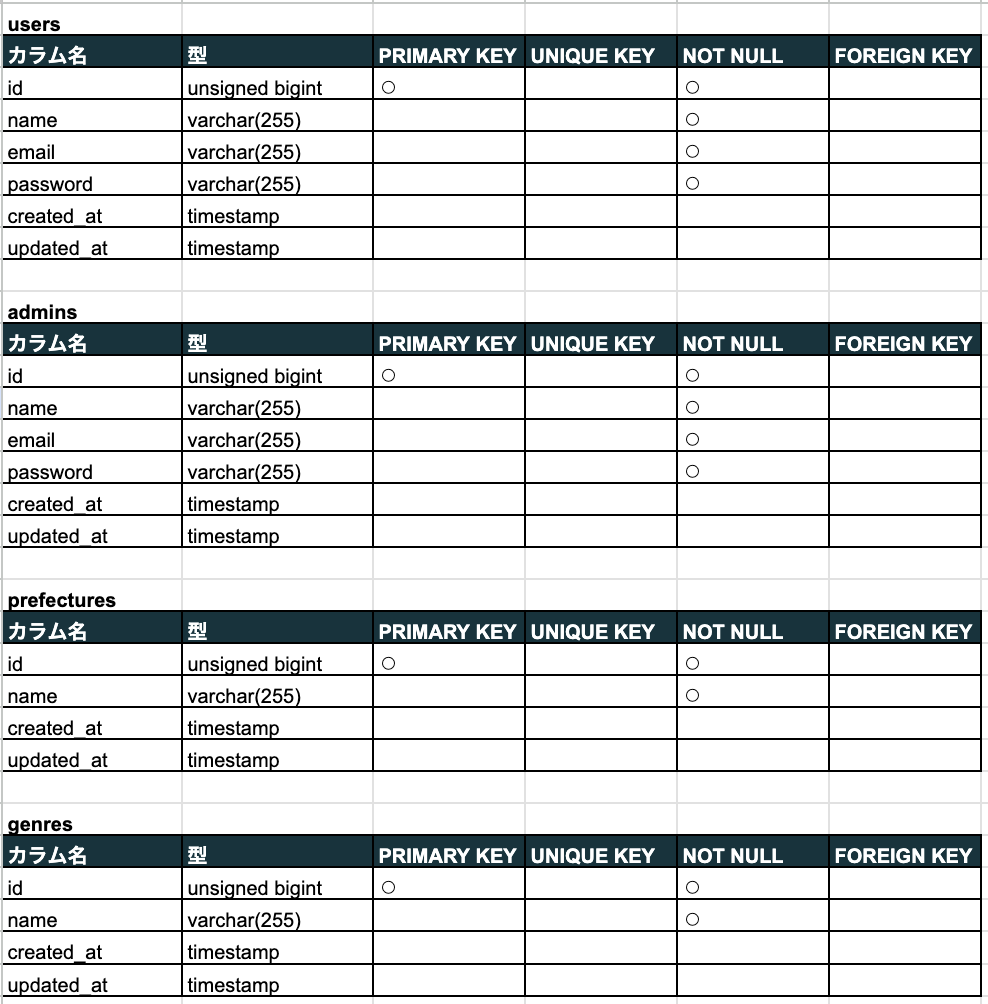 users
カラム名 型 PRIMARY KEY UNIQUE KEY NOT NULL FOREIGN KEY
id unsigned bigint ○ ○
name varchar(255) ○
email varchar(255) ○
password varchar(255) ○
created_at timestamp
updated_at timestamp
admins
カラム名 型 PRIMARY KEY UNIQUE KEY NOT NULL FOREIGN KEY
id unsigned bigint ○ ○
name varchar(255) ○
email varchar(255) ○
password varchar(255) ○
created_at timestamp
updated_at timestamp
prefectures
カラム名 型 PRIMARY KEY UNIQUE KEY NOT NULL FOREIGN KEY
id unsigned bigint ○ ○
name varchar(255) ○
created_at timestamp
updated_at timestamp
genres
カラム名 型 PRIMARY KEY UNIQUE KEY NOT NULL FOREIGN KEY
id unsigned bigint ○ ○
name varchar(255) ○
created_at timestamp
updated_at timestamp